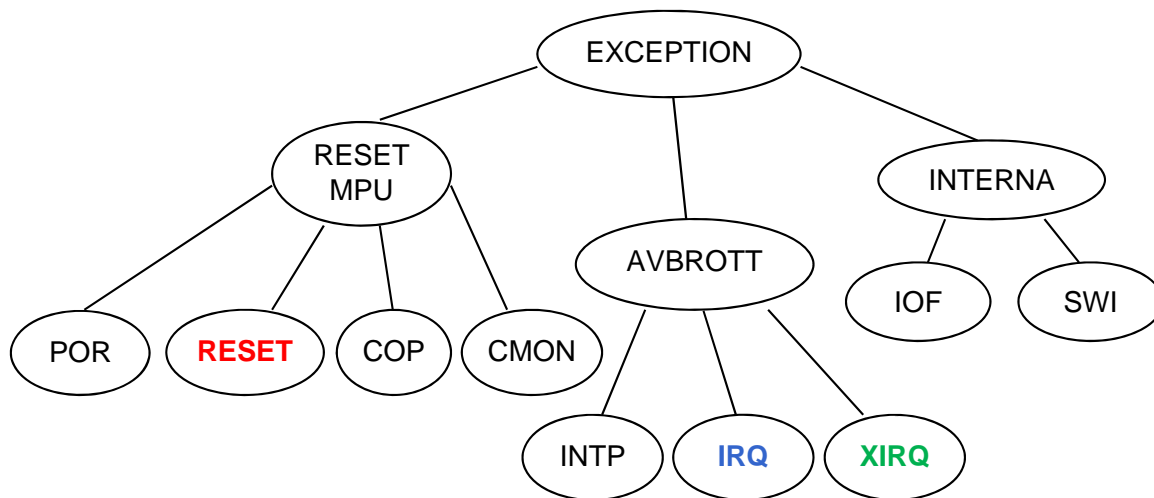 EXCEPTION
RESET
MPU
INTERNA
AVBROTT
IOF
SWI
POR
RESET
COP
CMON
INTP
IRQ
XIRQ